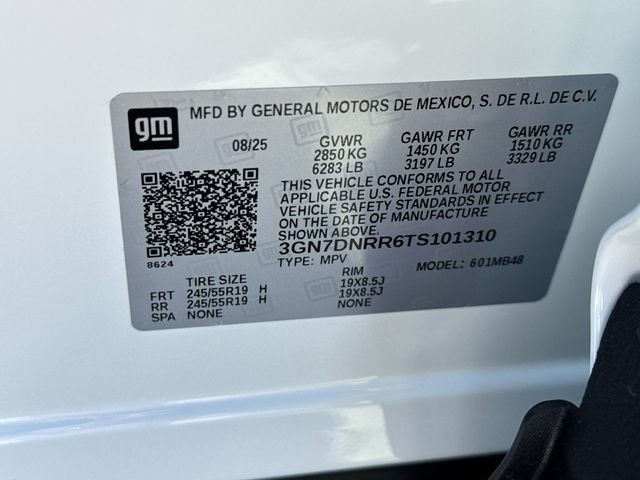 gm
MFD BY GENERAL MOTORS DE MEXICO, S. DE R.L. DE C.V.
08/25 GVWR GAWR FRT GAWR RR
2850 KG 1450 KG 1510 KG
6283 LB 3197 LB 3329 LB
THIS VEHICLE CONFORMS TO ALL
APPLICABLE U.S. FEDERAL MOTOR
VEHICLE SAFETY STANDARDS IN EFFECT
ON THE DATE OF MANUFACTURE
SHOWN ABOVE.
3GN7DNRR6TS101310
8624
TYPE: MPV MODEL: 601MB48
TIRE SIZE RIM
FRT 245/55R19 H 19X8.5J
RR 245/55R19 H 19X8.5J
SPA NONE NONE